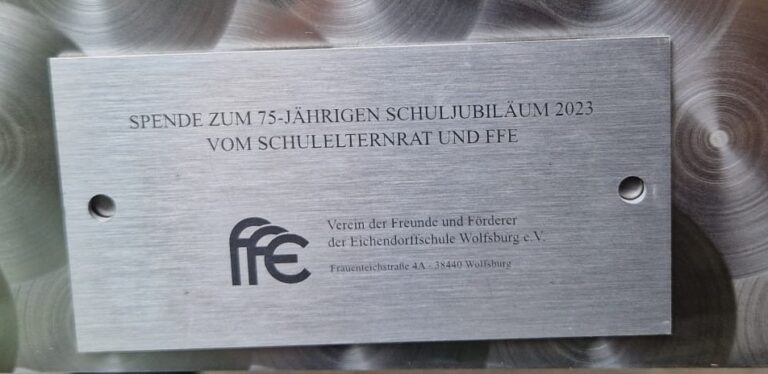 SPENDE ZUM 75-JÄHRIGEN SCHULJUBILÄUM 2023
VOM SCHULELTERNRAT UND FFE
ffe
Verein der Freunde und Förderer
der Eichendorffschule Wolfsburg e.V.
Frauenteichstraße 4A - 38440 Wolfsburg